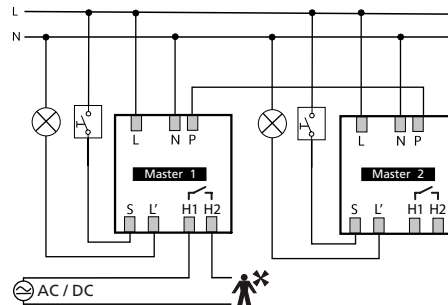 L
N
L N P L N P
Master 1 Master 2
S L' H1 H2 S L' H1 H2
AC / DC